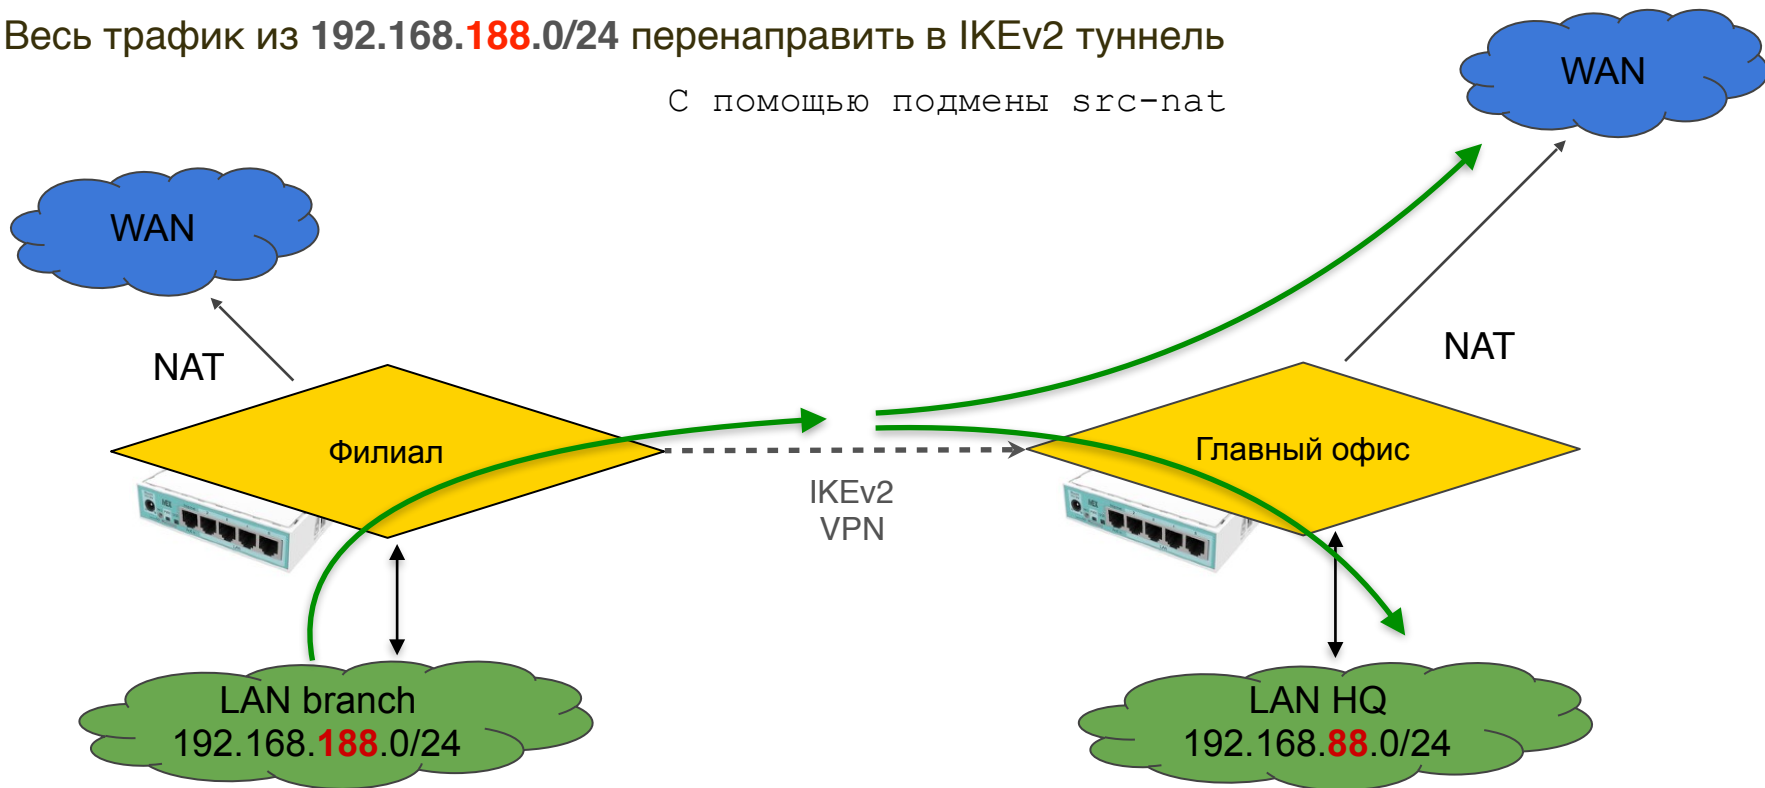 Весь трафик из 192.168.188.0/24 перенаправить в IKEv2 туннель
С помощью подмены src-nat
WAN
WAN
NAT
NAT
Филиал
Главный офис
IKEv2
VPN
LAN branch
192.168.188.0/24
LAN HQ
192.168.88.0/24